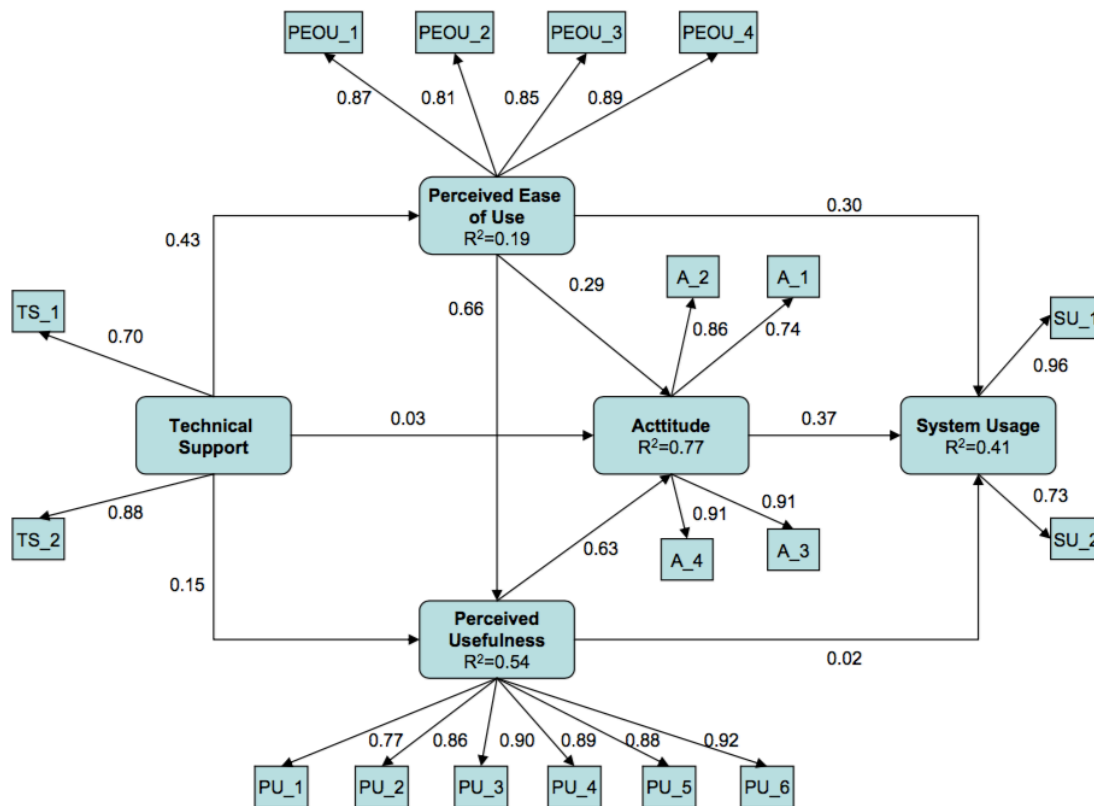 PEOU_1
PEOU_2
PEOU_3
PEOU_4
0.87
0.81
0.85
0.89
Perceived Ease
of Use
R²=0.19
0.30
0.43
0.29
A_2
A_1
0.66
TS_1
SU_1
0.70
0.86
0.74
0.96
Technical
Support
0.03
Acttitude
R²=0.77
0.37
System Usage
R²=0.41
0.88
TS_2
0.91
0.91
0.73
SU_2
0.63
A_4
A_3
0.15
Perceived
Usefulness
R²=0.54
0.02
0.77
0.86
0.90
0.89
0.88
0.92
PU_1
PU_2
PU_3
PU_4
PU_5
PU_6